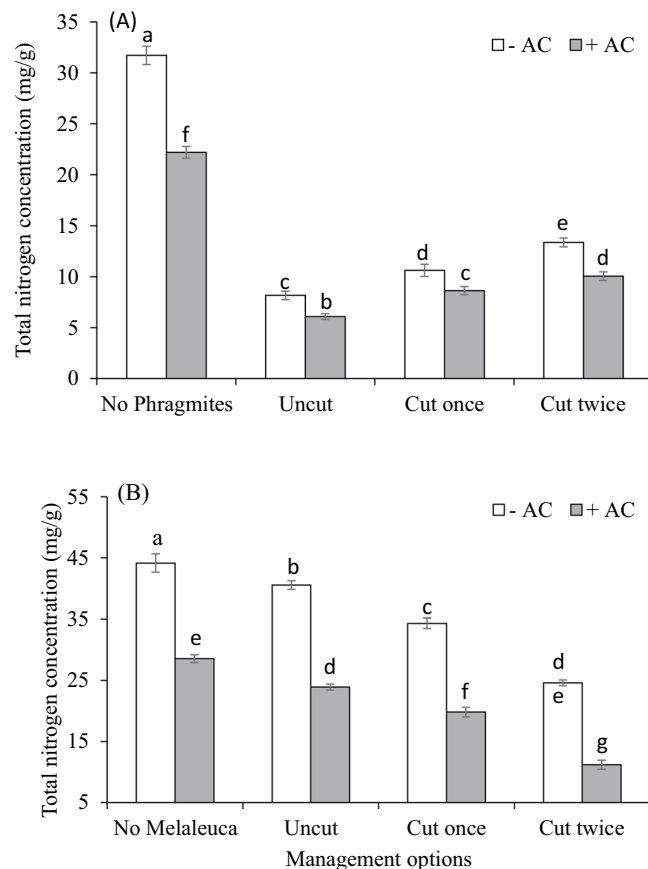 (A)
- AC + AC
Total nitrogen concentration (mg/g)
35
30
25
20
15
10
5
0
a
f
c
b
d
c
e
d
No Phragmites Uncut Cut once Cut twice
(B)
- AC + AC
Total nitrogen concentration (mg/g)
55
45
35
25
15
5
a
e
b
d
c
f
d
e
g
No Melaleuca Uncut Cut once Cut twice
Management options